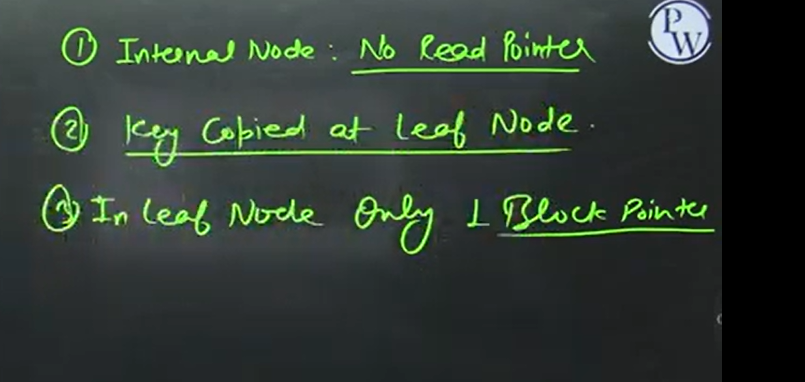 PW
① Internal Node: No Read Pointer
② Key Copied at Leaf Node.
③ In Leaf Node Only 1 Block Pointer